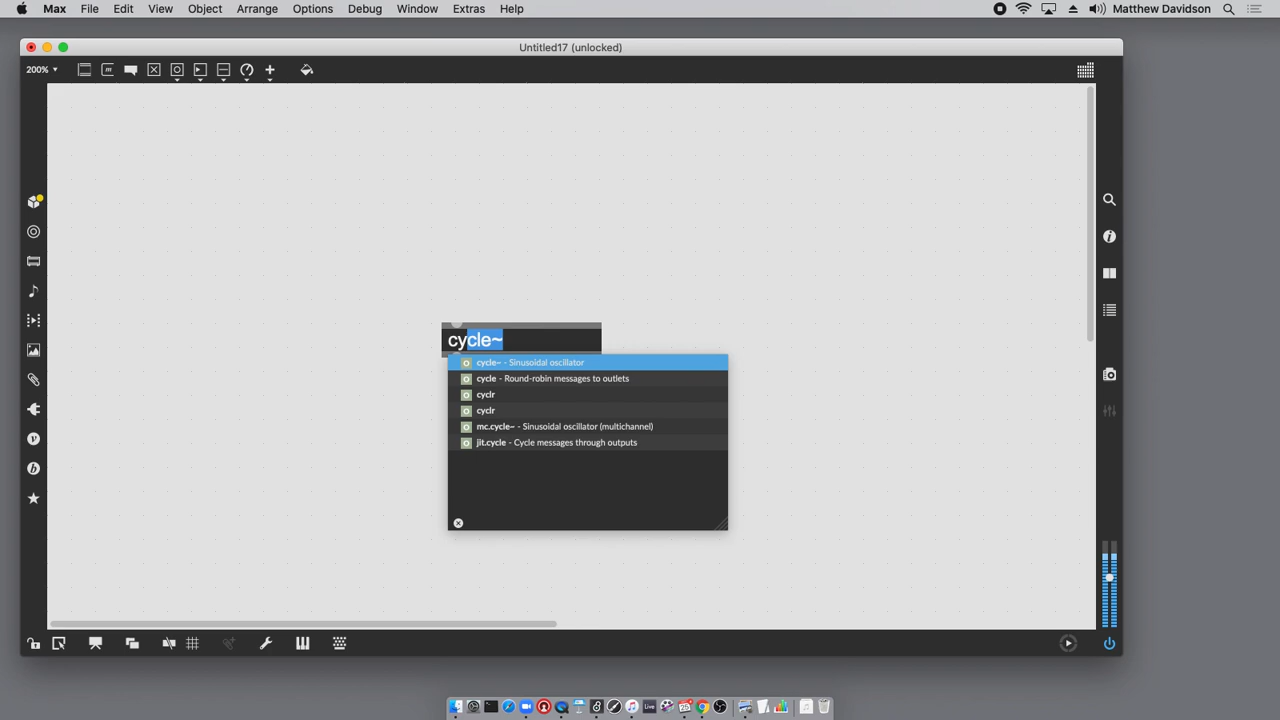 Max File Edit View Object Arrange Options Debug Window Extras Help Matthew Davidson
Untitled17 (unlocked)
200%
cycle~
cycle~ - Sinusoidal oscillator
cycle - Round-robin messages to outlets
cyclr
cyclr
mc.cycle~ - Sinusoidal oscillator (multichannel)
jit.cycle - Cycle messages through outputs